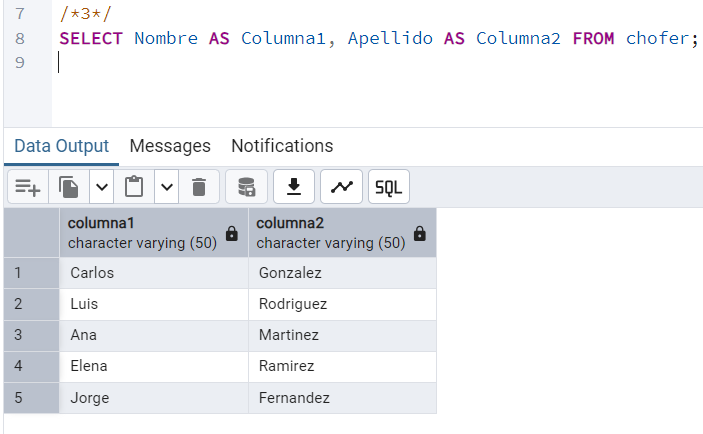 7 /*3*/
8 SELECT Nombre AS Columna1, Apellido AS Columna2 FROM chofer;
9
Data Output Messages Notifications
SQL
columna1 columna2
character varying (50) character varying (50)
1 Carlos Gonzalez
2 Luis Rodriguez
3 Ana Martinez
4 Elena Ramirez
5 Jorge Fernandez